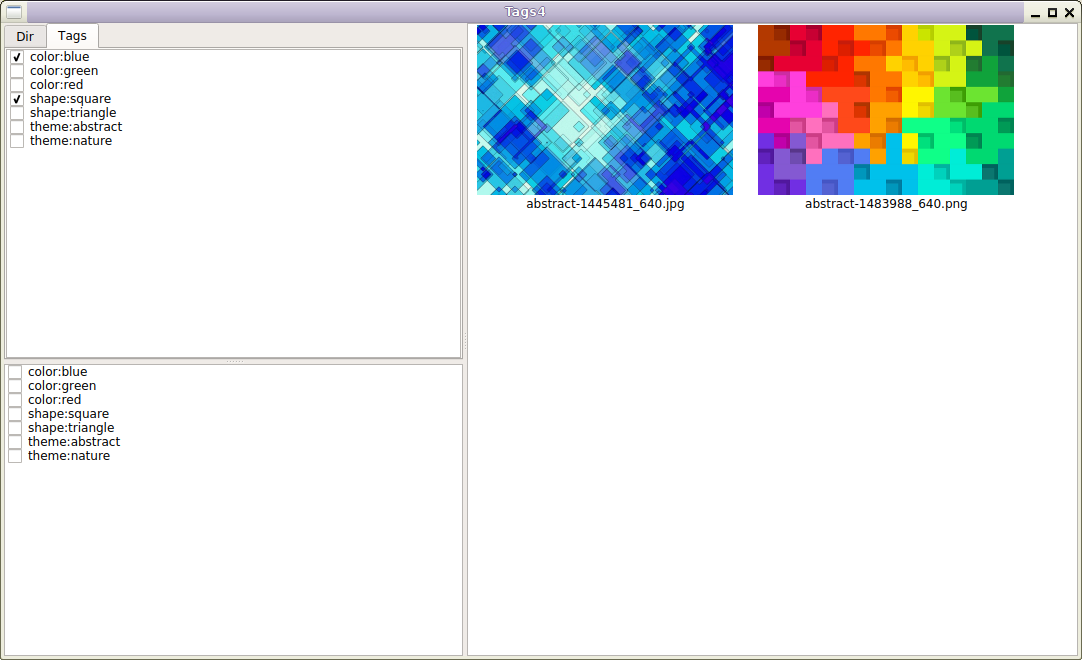 Tags4
Dir
Tags
color:blue
color:green
color:red
shape:square
shape:triangle
theme:abstract
theme:nature
color:blue
color:green
color:red
shape:square
shape:triangle
theme:abstract
theme:nature
abstract-1445481_640.jpg
abstract-1483988_640.png